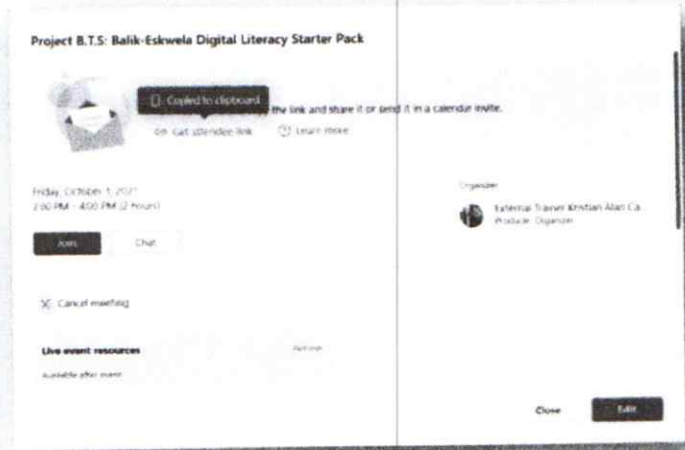 Project B.T.S: Balik-Eskwela Digital Literacy Starter Pack
Copied to clipboard
the link and share it or send it in a calendar invite.
Get attendee link
Learn more
Friday, October 1, 2021
2:00 PM - 4:00 PM (2 hours)
Organizer
External Trainer Kristian Alan Ca...
Producer, Organizer
Join
Chat
Cancel meeting
Live event resources
Available after event
Close
Edit